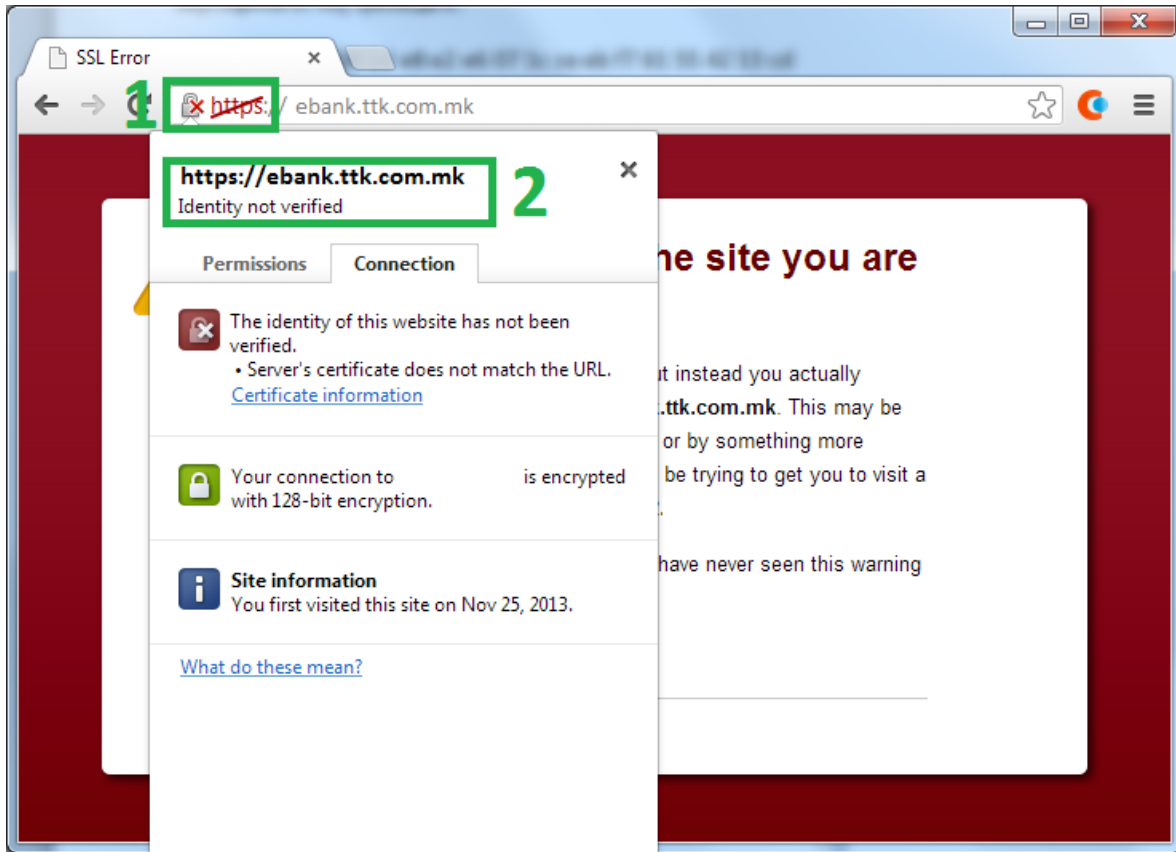 SSL Error
1
https:// ebank.ttk.com.mk
https://ebank.ttk.com.mk
Identity not verified
2
Permissions
Connection
The identity of this website has not been
verified.
• Server's certificate does not match the URL.
Certificate information
Your connection to is encrypted
with 128-bit encryption.
Site information
You first visited this site on Nov 25, 2013.
What do these mean?
he site you are
instead you actually
.ttk.com.mk. This may be
or by something more
be trying to get you to visit a
have never seen this warning